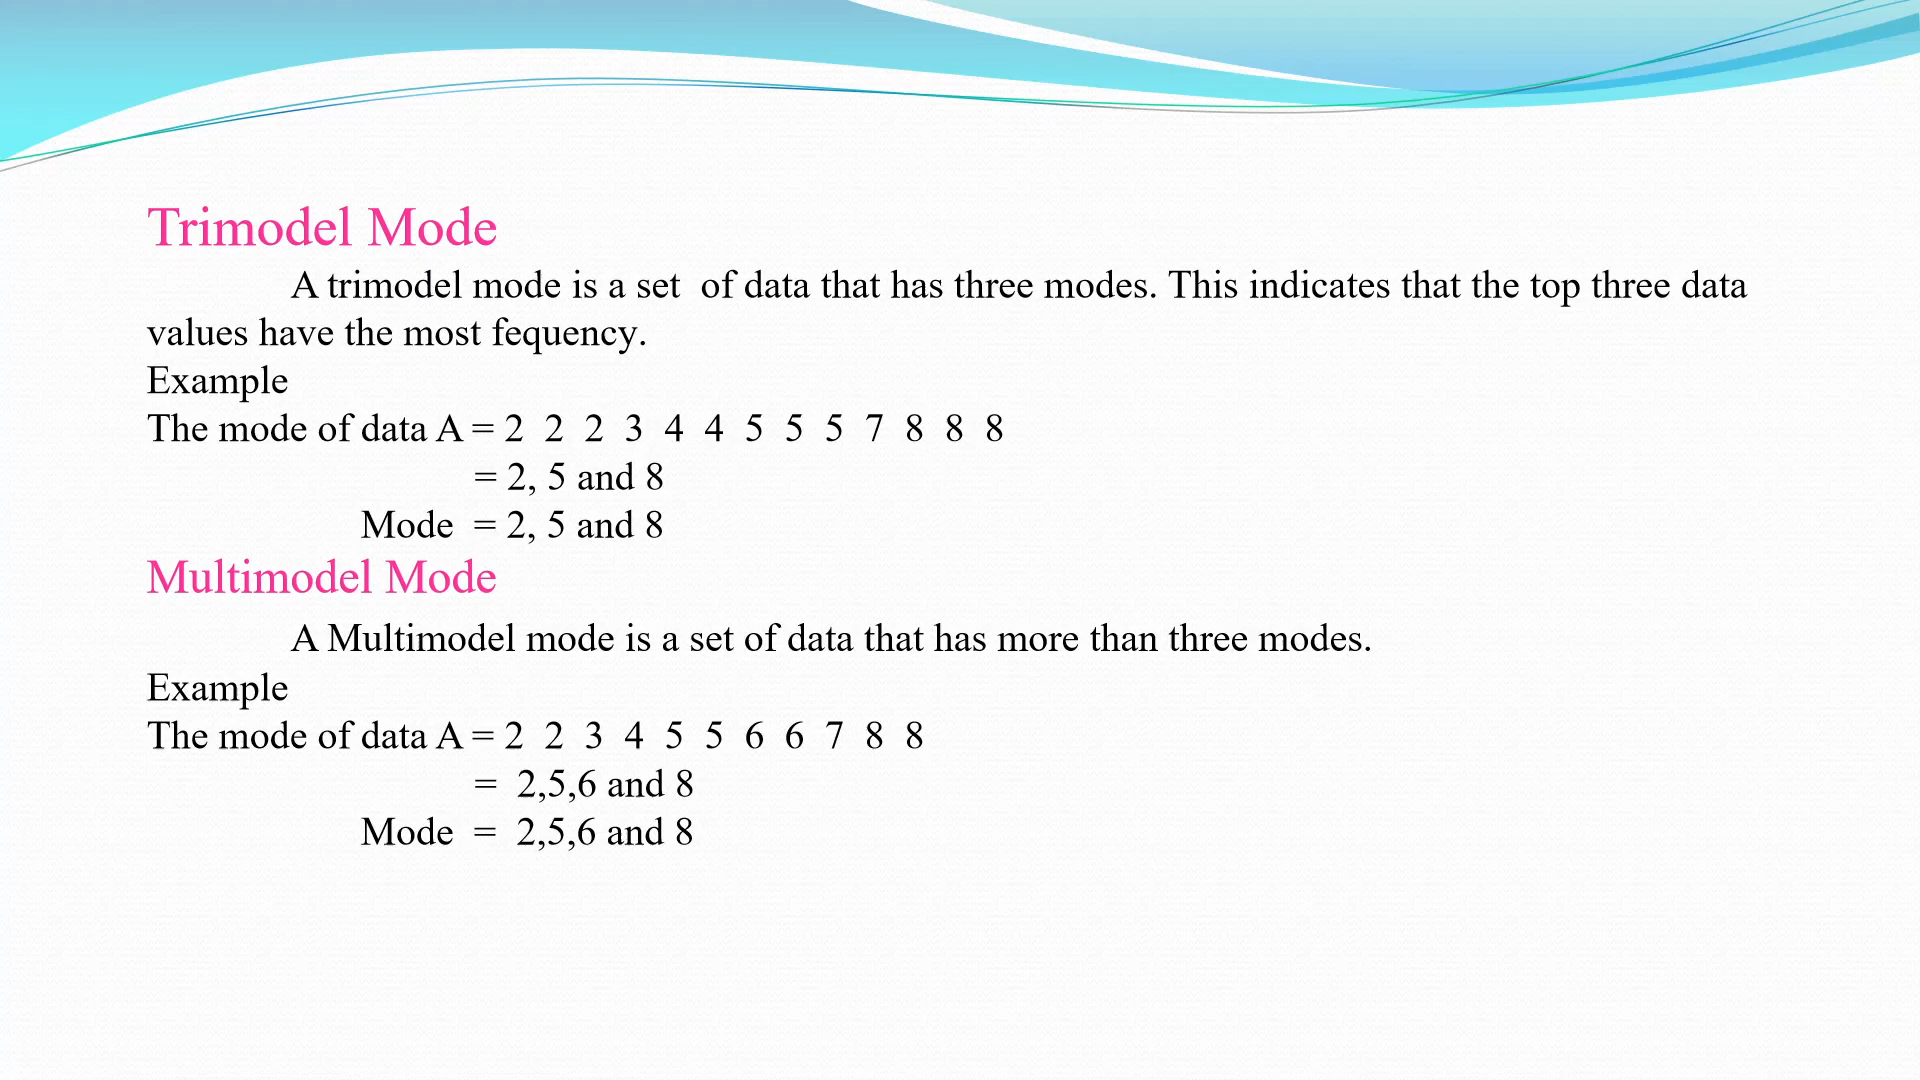 Trimodel Mode
A trimodel mode is a set of data that has three modes. This indicates that the top three data
values have the most fequency.
Example
The mode of data A = 2 2 2 3 4 4 5 5 5 7 8 8 8
= 2, 5 and 8
Mode = 2, 5 and 8
Multimodel Mode
A Multimodel mode is a set of data that has more than three modes.
Example
The mode of data A = 2 2 3 4 5 5 6 6 7 8 8
= 2,5,6 and 8
Mode = 2,5,6 and 8